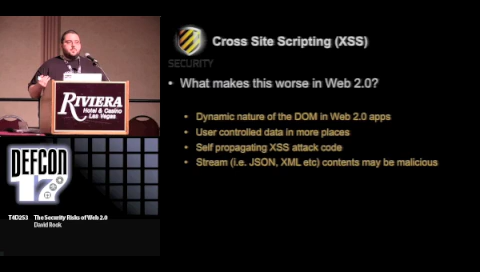 RIVIERA
Hotel & Casino
Las Vegas
DEFCON
17
T4D253 The Security Risks of Web 2.0
David Rook
SECURITY
Cross Site Scripting (XSS)
• What makes this worse in Web 2.0?
• Dynamic nature of the DOM in Web 2.0 apps
• User controlled data in more places
• Self propagating XSS attack code
• Stream (i.e. JSON, XML etc) contents may be malicious